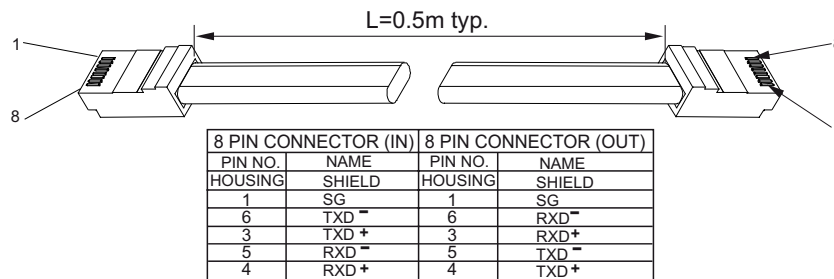 L=0.5m typ.
1
8
8 PIN CONNECTOR (IN) 8 PIN CONNECTOR (OUT)
PIN NO. NAME PIN NO. NAME
HOUSING SHIELD HOUSING SHIELD
1 SG 1 SG
6 TXD- 6 RXD-
3 TXD+ 3 RXD+
5 RXD- 5 TXD-
4 RXD+ 4 TXD+